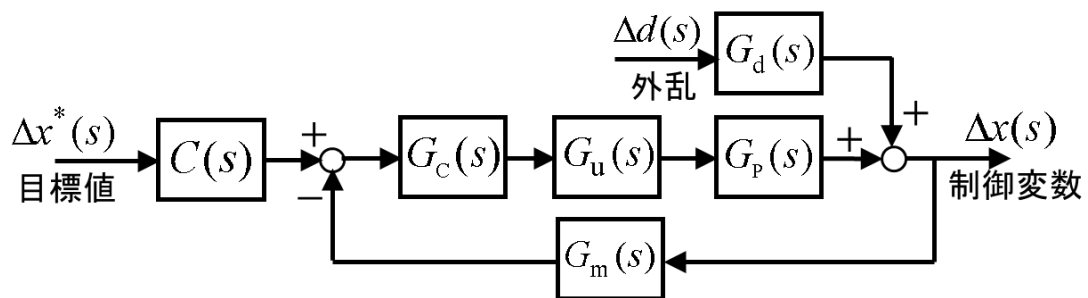 Δd(s)
外乱
G_d(s)
+
Δx*(s)
目標値
C(s)
+
−
G_C(s)
G_u(s)
G_P(s)
+
Δx(s)
制御変数
G_m(s)